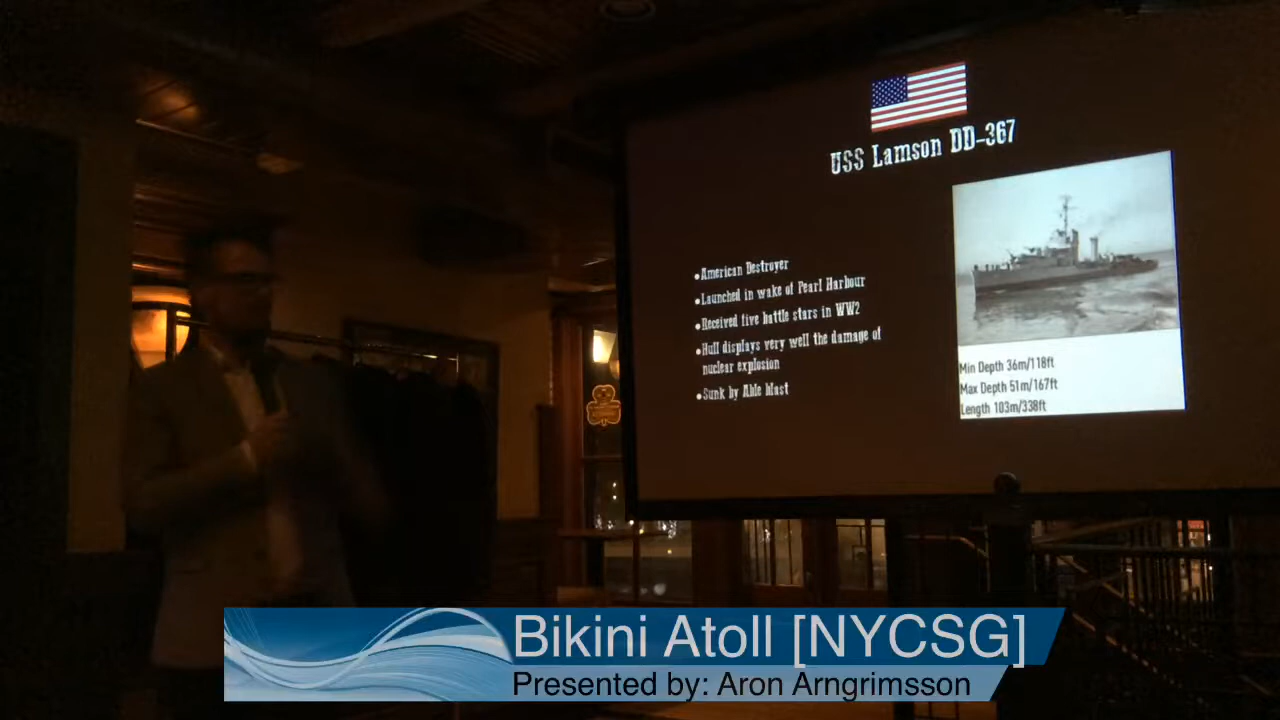 USS Lamson DD-367
•American Destroyer
•Launched in wake of Pearl Harbour
•Received five battle stars in WW2
•Hull displays very well the damage of
nuclear explosion
•Sunk by Able blast
Min Depth 36m/118ft
Max Depth 51m/167ft
Length 103m/338ft
Bikini Atoll [NYCSG]
Presented by: Aron Arngrimsson